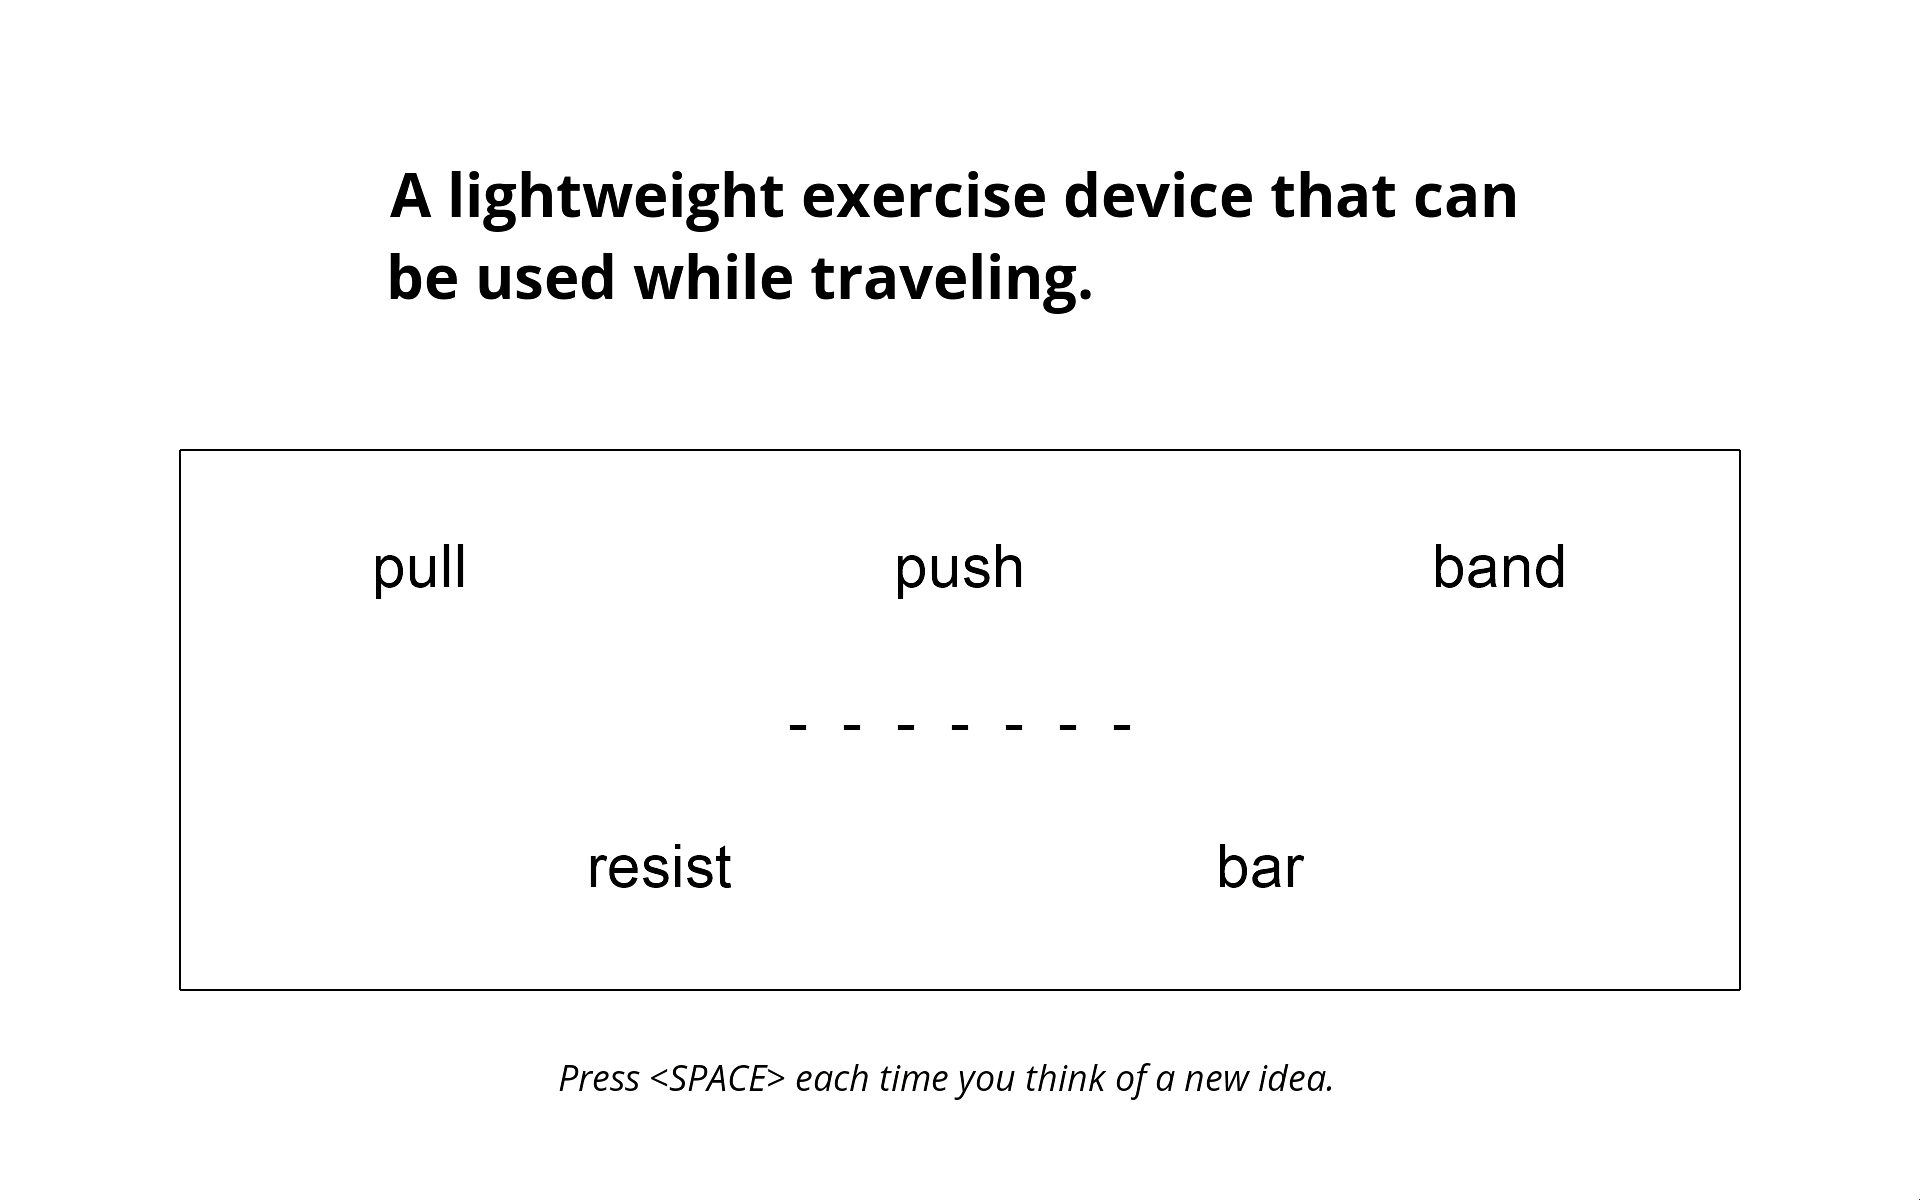 A lightweight exercise device that can
be used while traveling.
pull push band
- - - - - - -
resist bar
Press <SPACE> each time you think of a new idea.